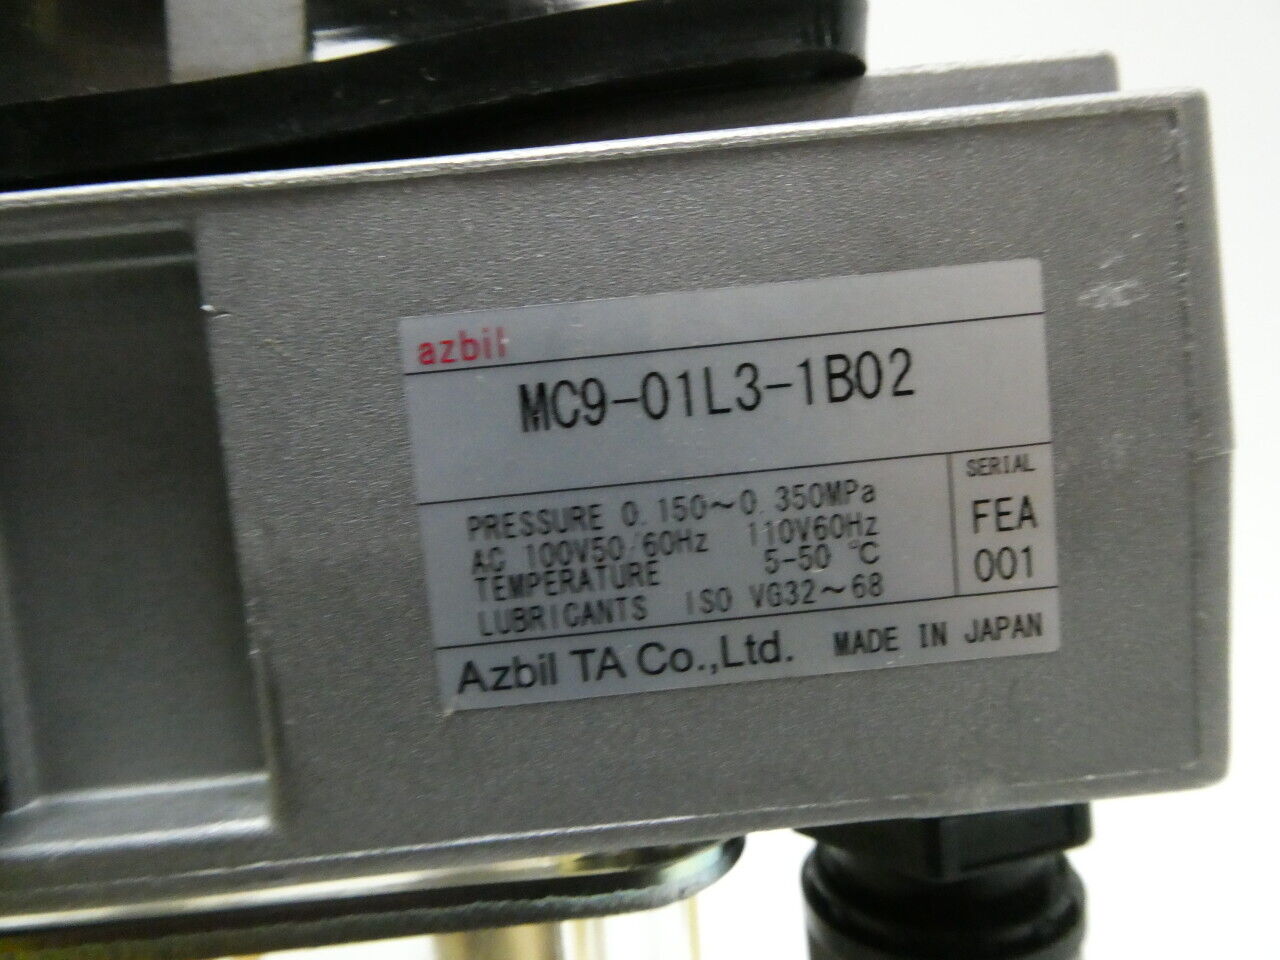 azbil
MC9-01L3-1B02
PRESSURE 0.150～0.350MPa
AC 100V50/60Hz 110V60Hz
TEMPERATURE 5-50 ℃
LUBRICANTS ISO VG32～68
SERIAL
FEA
001
Azbil TA Co.,Ltd. MADE IN JAPAN